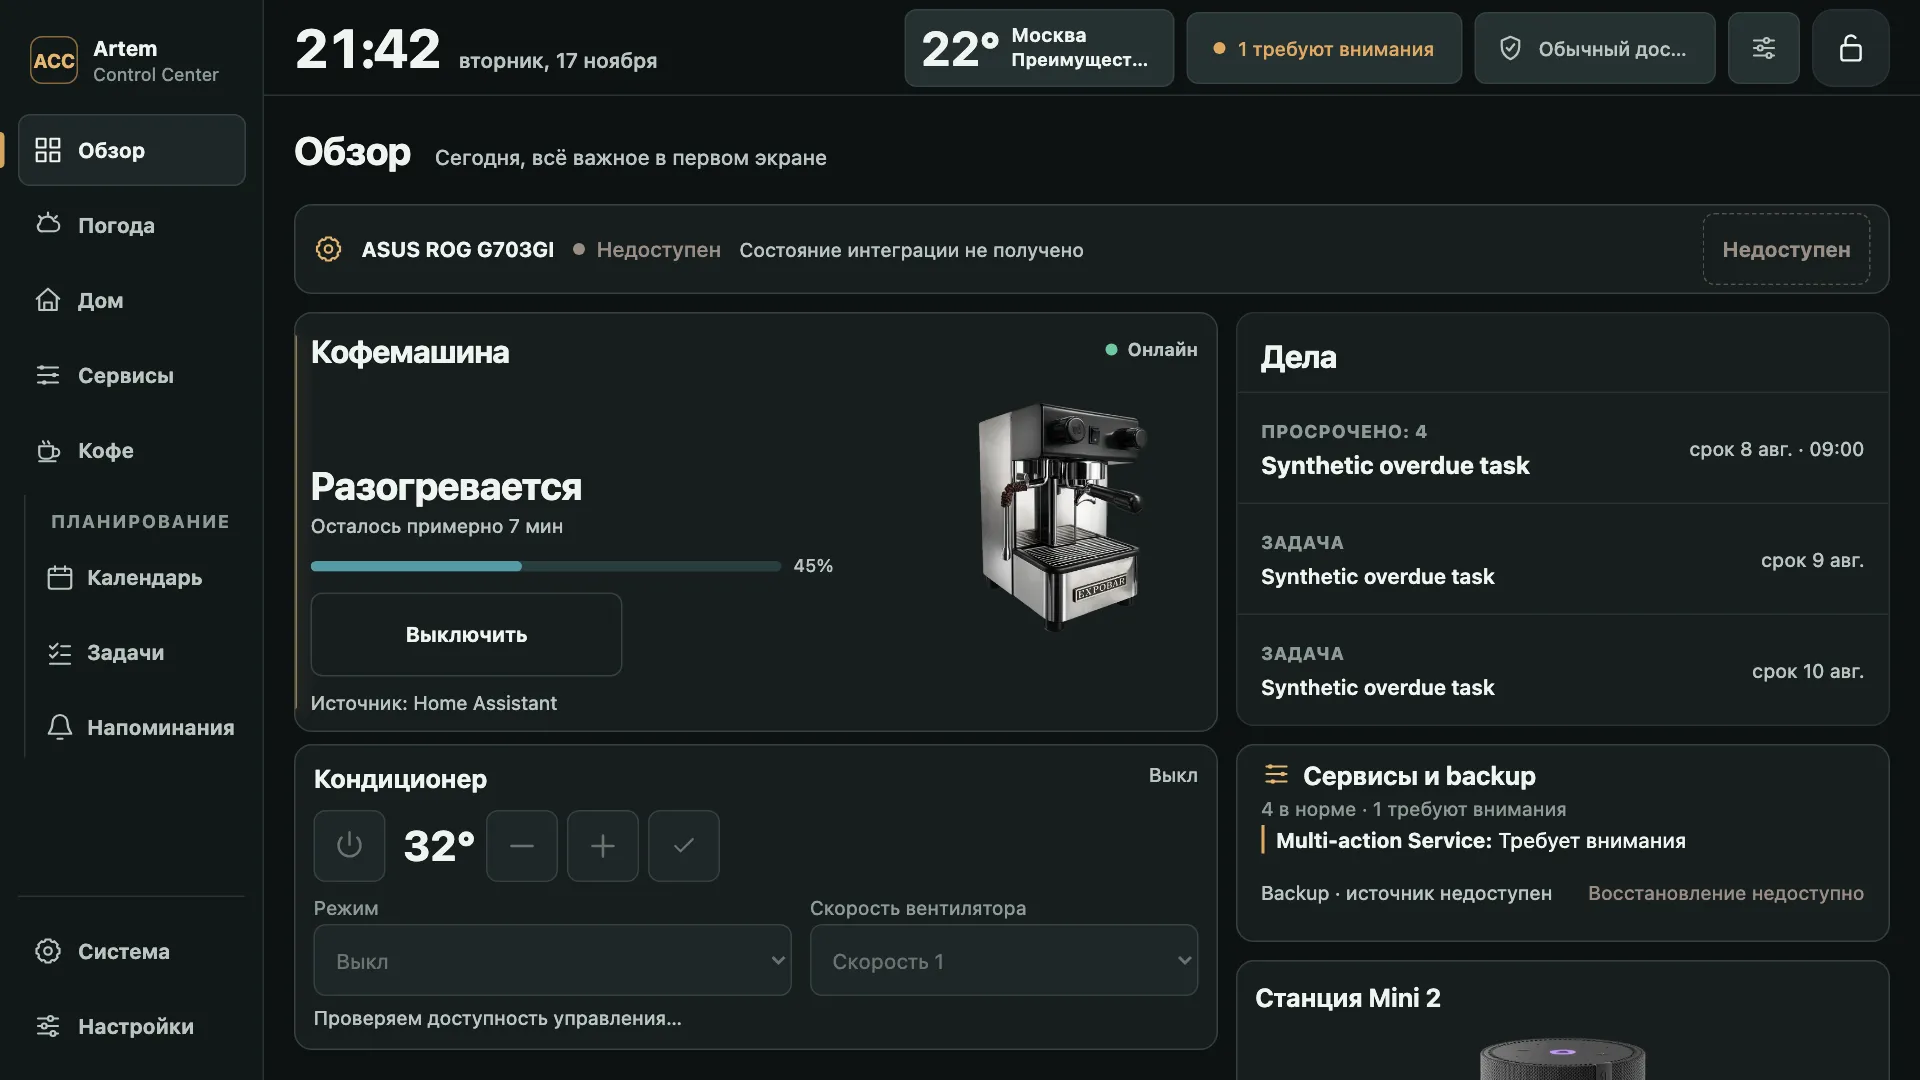 ACC
Artem
Control Center
Обзор
Погода
Дом
Сервисы
Кофе
ПЛАНИРОВАНИЕ
Календарь
Задачи
Напоминания
Система
Настройки
21:42 вторник, 17 ноября
22°
Москва
Преимущест...
1 требуют внимания
Обычный дос...
Обзор Сегодня, всё важное в первом экране
ASUS ROG G703GI Недоступен Состояние интеграции не получено
Недоступен
Кофемашина
Онлайн
Разогревается
Осталось примерно 7 мин
45%
Выключить
Источник: Home Assistant
EXPOBAR
Кондиционер
Выкл
32°
Режим
Выкл
Скорость вентилятора
Скорость 1
Проверяем доступность управления...
Дела
ПРОСРОЧЕНО: 4
Synthetic overdue task
срок 8 авг. · 09:00
ЗАДАЧА
Synthetic overdue task
срок 9 авг.
ЗАДАЧА
Synthetic overdue task
срок 10 авг.
Сервисы и backup
4 в норме · 1 требуют внимания
Multi-action Service: Требует внимания
Backup · источник недоступен
Восстановление недоступно
Станция Mini 2